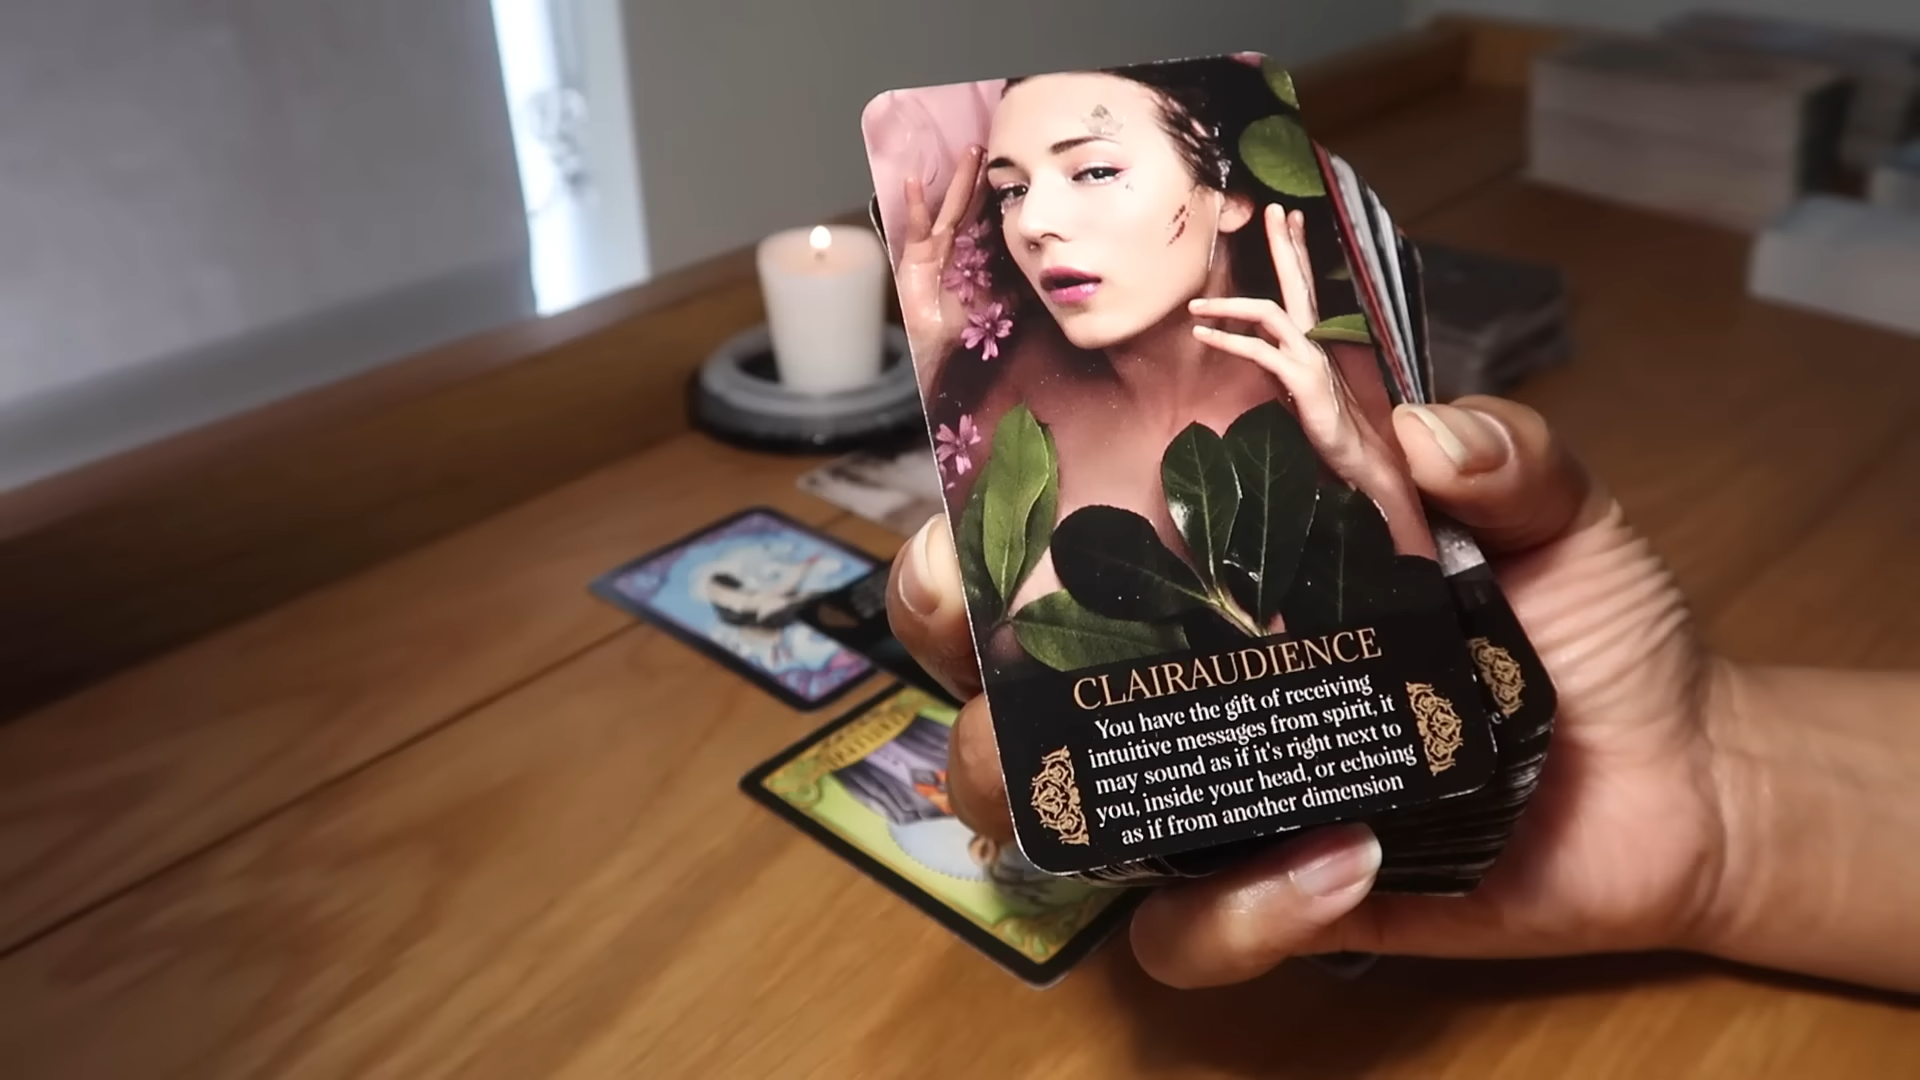 CLAIRAUDIENCE
You have the gift of receiving
intuitive messages from spirit, it
may sound as if it's right next to
you, inside your head, or echoing
as if from another dimension